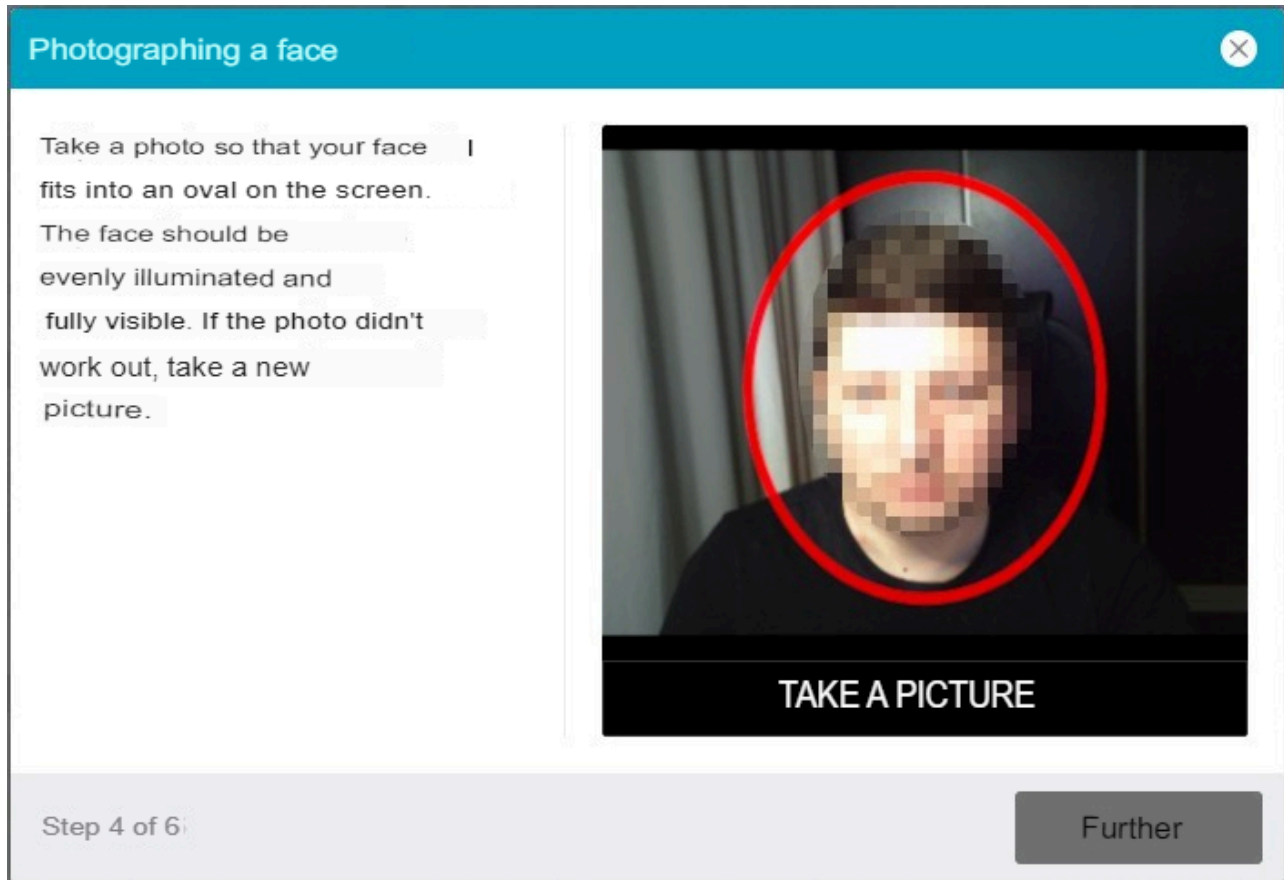 Photographing a face
Take a photo so that your face
fits into an oval on the screen.
The face should be
evenly illuminated and
fully visible. If the photo didn't
work out, take a new
picture.
TAKE A PICTURE
Step 4 of 6
Further